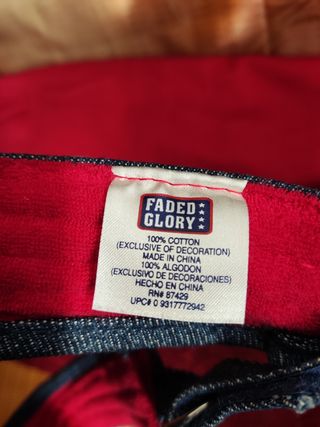 FADED
GLORY
100% COTTON
(EXCLUSIVE OF DECORATION)
MADE IN CHINA
100% ALGODON
(EXCLUSIVO DE DECORACIONES)
HECHO EN CHINA
RN# 87429
UPC# 0 9317772942